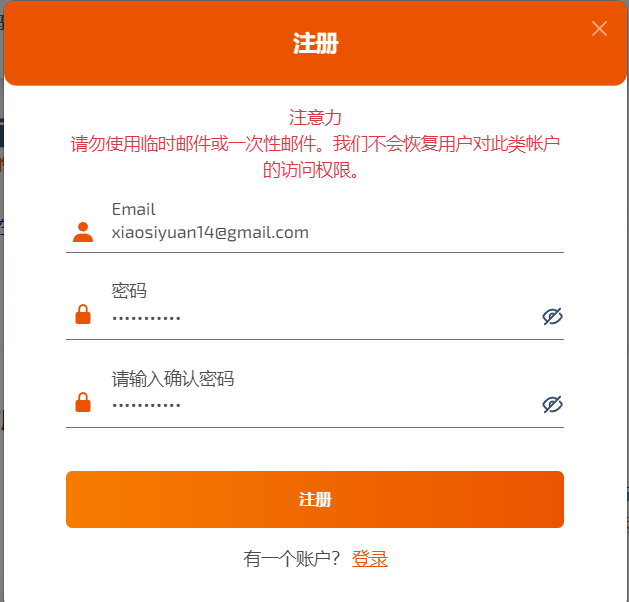 注册
注意力
请勿使用临时邮件或一次性邮件。我们不会恢复用户对此类帐户
的访问权限。
Email
xiaosiyuan14@gmail.com
密码
•••••••••••
请输入确认密码
•••••••••••
注册
有一个账户? 登录